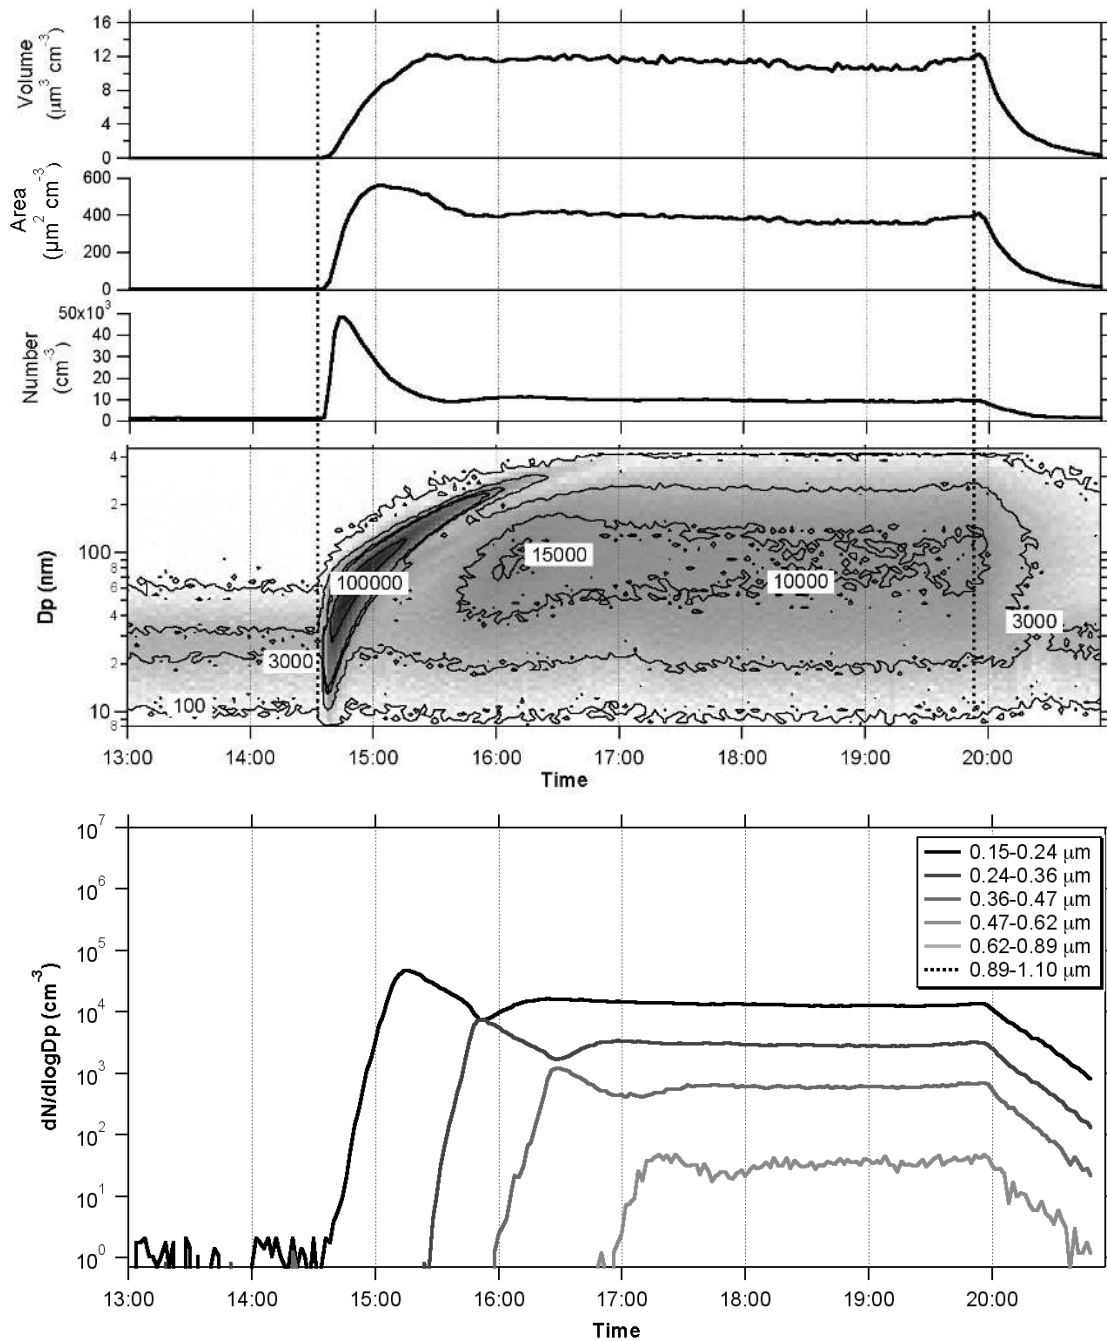 Volume
(μm³ cm⁻³)
16
12
8
4
0
Area
(μm² cm⁻³)
600
400
200
0
Number
(cm⁻³)
50x10³
40
30
20
10
0
Dp (nm)
4
2
100
8
6
4
2
10
8
100000
15000
10000
3000
3000
100
13:00 14:00 15:00 16:00 17:00 18:00 19:00 20:00
Time
dN/dlogDp (cm⁻³)
10⁷
10⁶
10⁵
10⁴
10³
10²
10¹
10⁰
0.15-0.24 μm
0.24-0.36 μm
0.36-0.47 μm
0.47-0.62 μm
0.62-0.89 μm
0.89-1.10 μm
13:00 14:00 15:00 16:00 17:00 18:00 19:00 20:00
Time